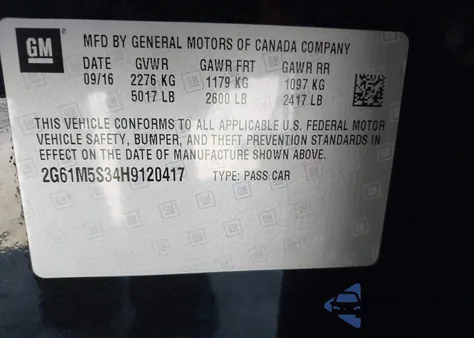 GM
MFD BY GENERAL MOTORS OF CANADA COMPANY
DATE GVWR GAWR FRT GAWR RR
09/16 2276 KG 1179 KG 1097 KG
5017 LB 2600 LB 2417 LB
THIS VEHICLE CONFORMS TO ALL APPLICABLE U.S. FEDERAL MOTOR
VEHICLE SAFETY, BUMPER, AND THEFT PREVENTION STANDARDS IN
EFFECT ON THE DATE OF MANUFACTURE SHOWN ABOVE.
2G61M5S34H9120417 TYPE: PASS CAR